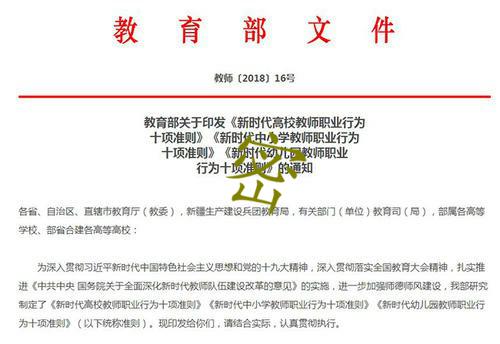 教育部文件
教师〔2018〕16号
教育部关于印发《新时代高校教师职业行为
十项准则》《新时代中小学教师职业行为
十项准则》《新时代幼儿园教师职业
行为十项准则》的通知
密
各省、自治区、直辖市教育厅（教委），新疆生产建设兵团教育局，有关部门（单位）教育司（局），部属各高等
学校、部省合建各高等高校：
为深入贯彻习近平新时代中国特色社会主义思想和党的十九大精神，深入贯彻落实全国教育大会精神，扎实推
进《中共中央 国务院关于全面深化新时代教师队伍建设改革的意见》的实施，进一步加强师德师风建设，我部研究
制定了《新时代高校教师职业行为十项准则》《新时代中小学教师职业行为十项准则》《新时代幼儿园教师职业行
为十项准则》（以下统称准则）。现印发给你们，请结合实际，认真贯彻执行。